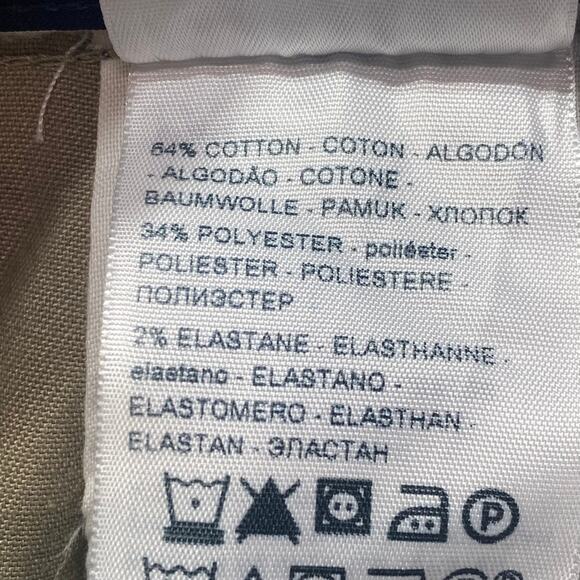 64% COTTON - COTON - ALGODÓN
- ALGODÃO - COTONE -
BAUMWOLLE - PAMUK - ХЛОПОК
34% POLYESTER - poliéster -
POLIESTER - POLIESTERE -
ПОЛИЭСТЕР
2% ELASTANE - ELASTHANNE -
elastano - ELASTANO -
ELASTOMERO - ELASTHAN -
ELASTAN - ЭЛАСТАН
P